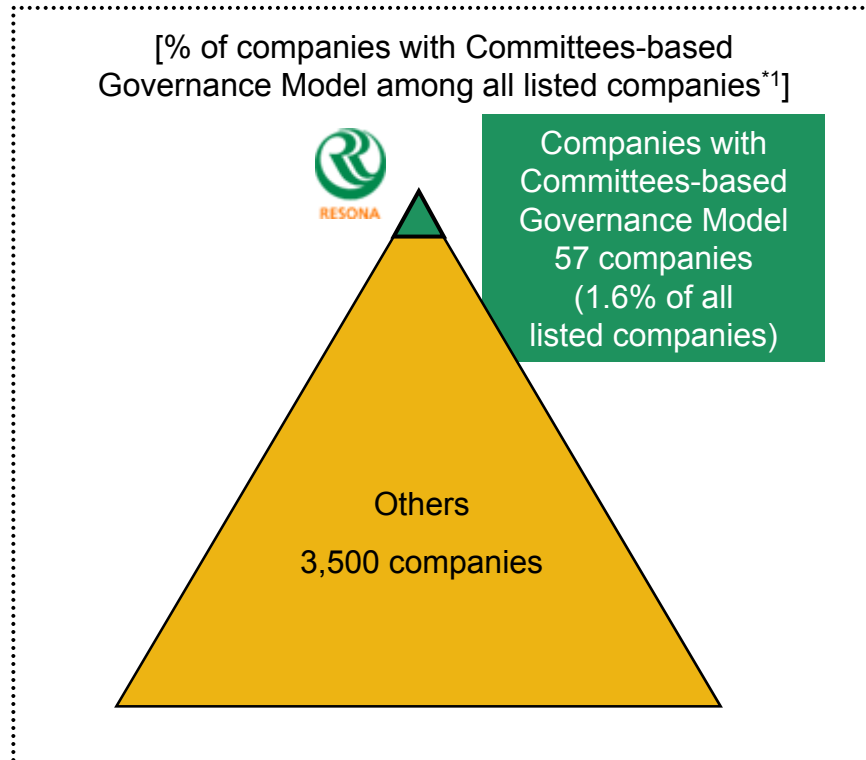 [% of companies with Committees-based
Governance Model among all listed companies*1]
RESONA
Companies with
Committees-based
Governance Model
57 companies
(1.6% of all
listed companies)
Others
3,500 companies